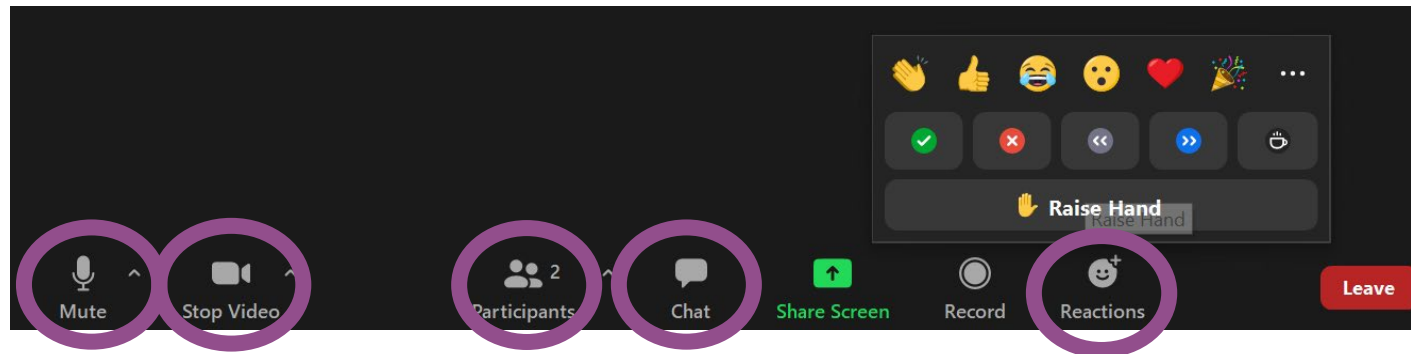 Raise Hand
Raise Hand
Mute
Stop Video
Participants
2
Chat
Share Screen
Record
Reactions
Leave